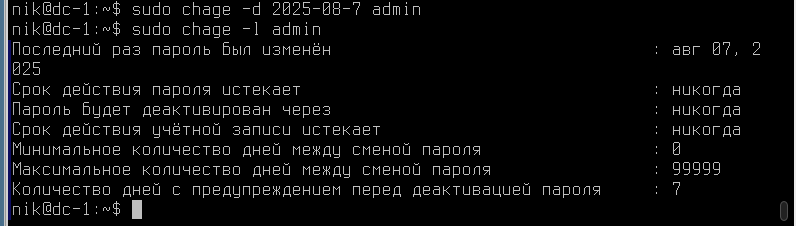 nik@dc-1:~$ sudo chage -d 2025-08-7 admin
nik@dc-1:~$ sudo chage -l admin
Последний раз пароль был изменён : авг 07, 2
025
Срок действия пароля истекает : никогда
Пароль будет деактивирован через : никогда
Срок действия учётной записи истекает : никогда
Минимальное количество дней между сменой пароля : 0
Максимальное количество дней между сменой пароля : 99999
Количество дней с предупреждением перед деактивацией пароля : 7
nik@dc-1:~$